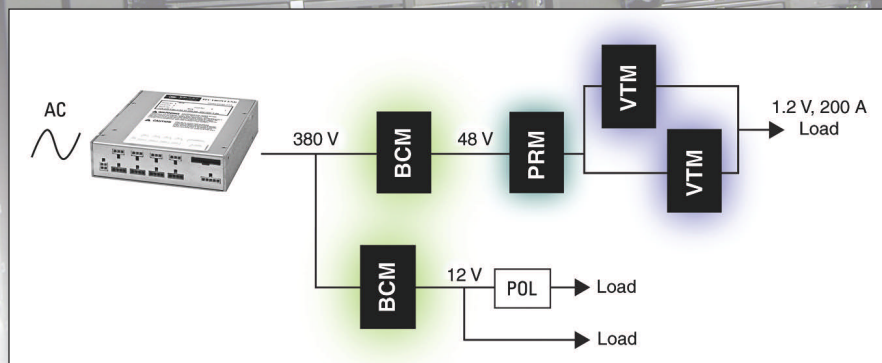 AC
380 V
BCM
48 V
PRM
VTM
VTM
1.2 V, 200 A
Load
BCM
12 V
POL
Load
Load